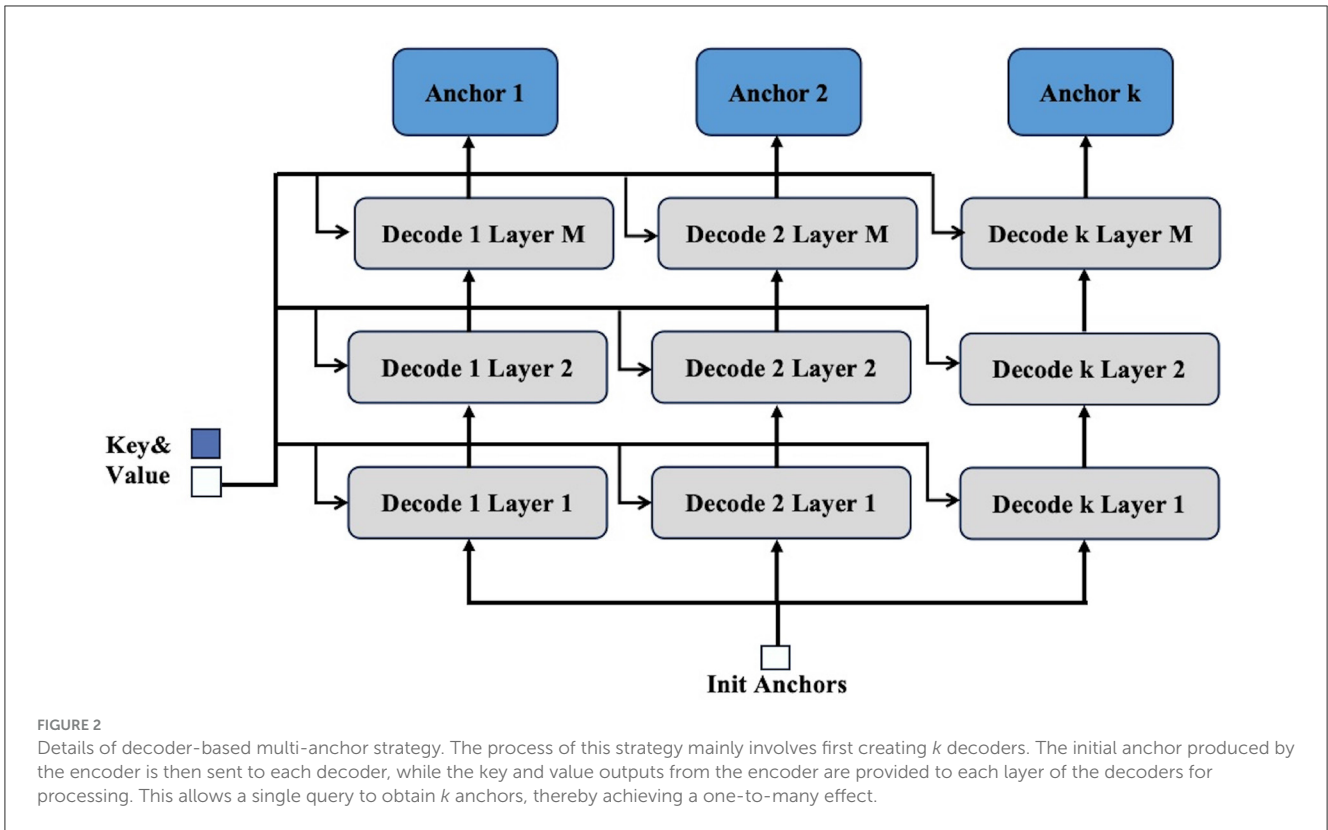 Anchor 1 Anchor 2 Anchor k
Decode 1 Layer M Decode 2 Layer M Decode k Layer M
Decode 1 Layer 2 Decode 2 Layer 2 Decode k Layer 2
Key&
Value
Decode 1 Layer 1 Decode 2 Layer 1 Decode k Layer 1
Init Anchors
FIGURE 2
Details of decoder-based multi-anchor strategy. The process of this strategy mainly involves first creating k decoders. The initial anchor produced by
the encoder is then sent to each decoder, while the key and value outputs from the encoder are provided to each layer of the decoders for
processing. This allows a single query to obtain k anchors, thereby achieving a one-to-many effect.